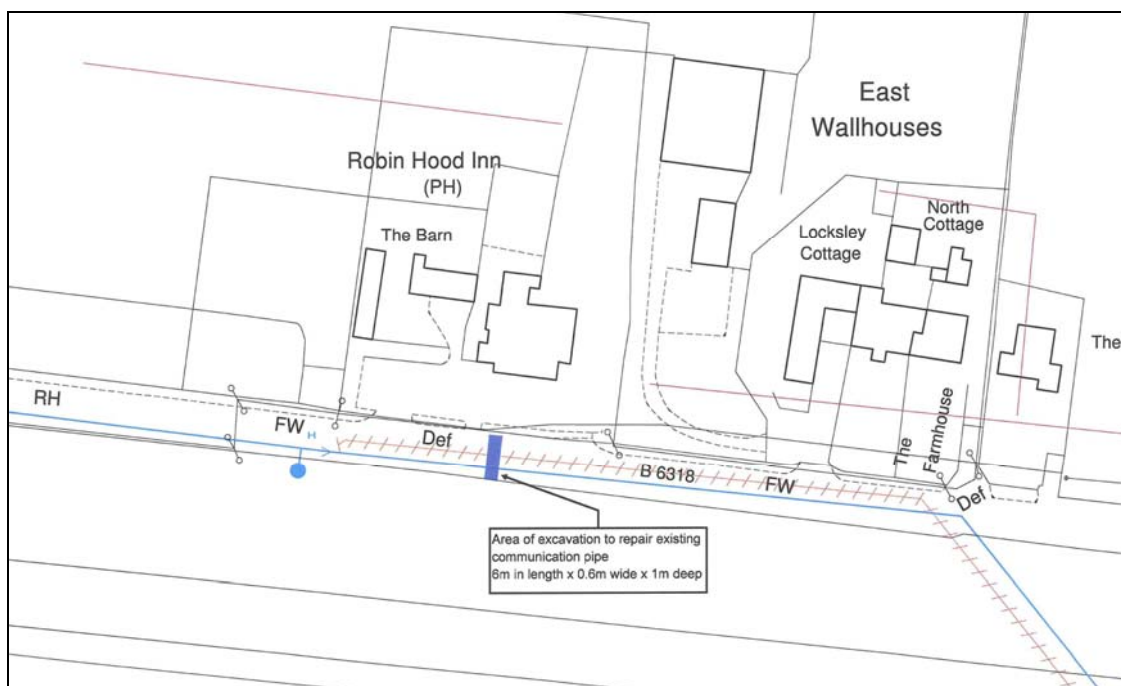 East
Wallhouses
Robin Hood Inn
(PH)
The Barn
North
Cottage
Locksley
Cottage
The
RH
FW
H
Def
B 6318
FW
The
Farmhouse
Def
Area of excavation to repair existing
communication pipe
6m in length x 0.6m wide x 1m deep